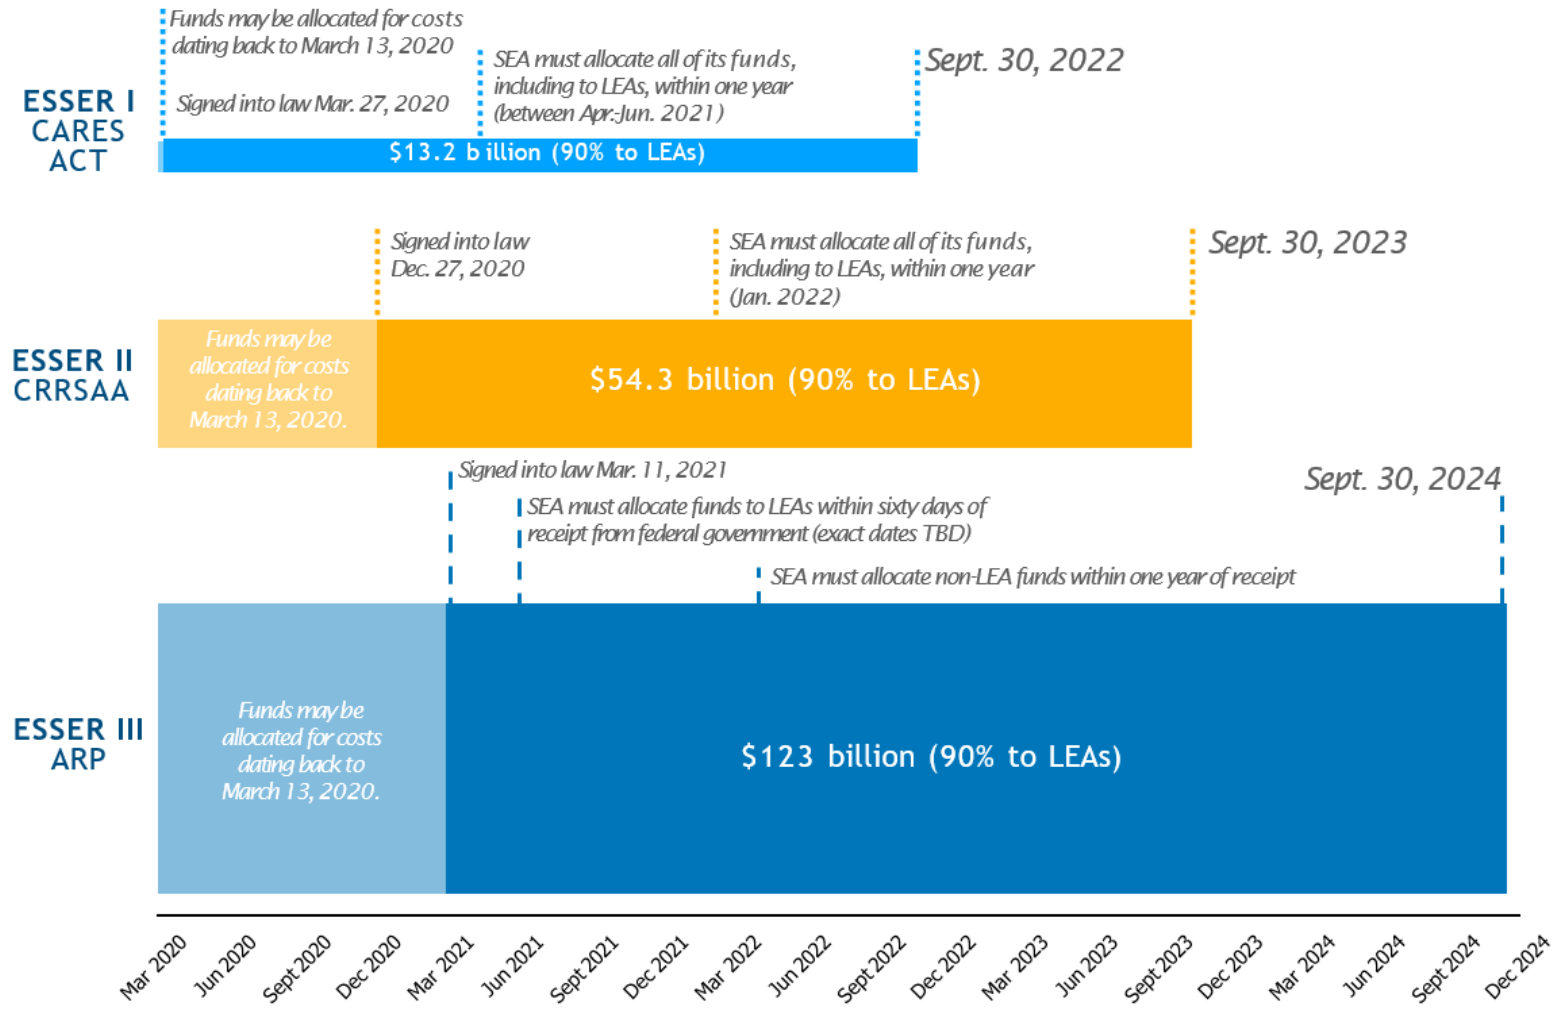 Funds may be allocated for costs
dating back to March 13, 2020
Signed into law Mar. 27, 2020
SEA must allocate all of its funds,
including to LEAs, within one year
(between Apr.-Jun. 2021)
Sept. 30, 2022
ESSER I
CARES
ACT
$13.2 b illion (90% to LEAs)
Signed into law
Dec. 27, 2020
SEA must allocate all of its funds,
including to LEAs, within one year
(Jan. 2022)
Sept. 30, 2023
ESSER II
CRRSAA
Funds may be
allocated for costs
dating back to
March 13, 2020.
$54.3 billion (90% to LEAs)
Signed into law Mar. 11, 2021
SEA must allocate funds to LEAs within sixty days of
receipt from federal government (exact dates TBD)
SEA must allocate non-LEA funds within one year of receipt
Sept. 30, 2024
ESSER III
ARP
Funds may be
allocated for costs
dating back to
March 13, 2020.
$123 billion (90% to LEAs)
Mar 2020
Jun 2020
Sept 2020
Dec 2020
Mar 2021
Jun 2021
Sept 2021
Dec 2021
Mar 2022
Jun 2022
Sept 2022
Dec 2022
Mar 2023
Jun 2023
Sept 2023
Dec 2023
Mar 2024
Jun 2024
Sept 2024
Dec 2024